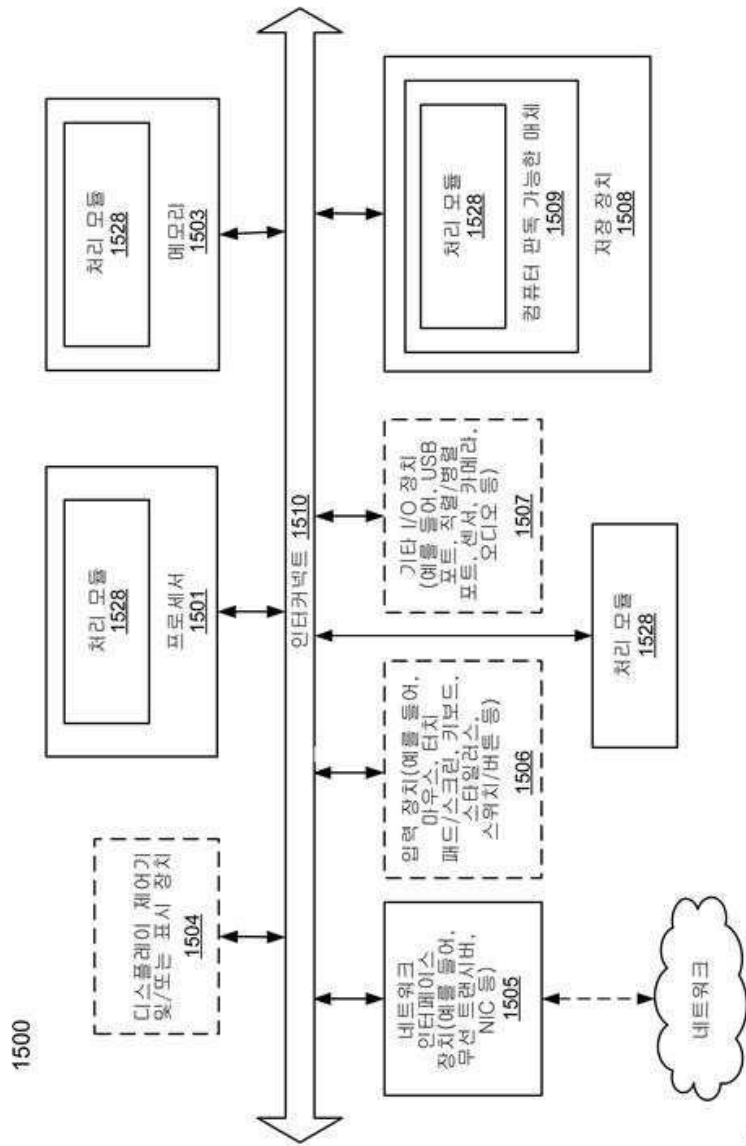 1500
디스플레이 제어기
및/또는 표시 장치
1504
처리 모듈
1528
프로세서
1501
처리 모듈
1528
메모리
1503
인터커넥트 1510
네트워크
인터페이스
장치(예를 들어,
무선 트랜시버,
NIC 등)
1505
입력 장치(예를 들어,
마우스, 터치
패드/스크린, 키보드,
스타일러스,
스위치/버튼 등)
1506
기타 I/O 장치
(예를 들어, USB
포트, 직렬/병렬
포트, 센서, 카메라,
오디오 등)
1507
처리 모듈
1528
컴퓨터 판독 가능한 매체
1509
저장 장치
1508
네트워크
처리 모듈
1528